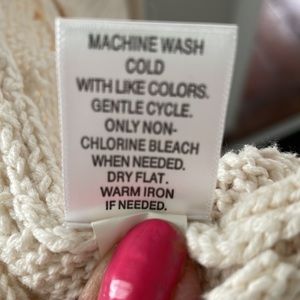 MACHINE WASH
COLD
WITH LIKE COLORS.
GENTLE CYCLE.
ONLY NON-
CHLORINE BLEACH
WHEN NEEDED.
DRY FLAT.
WARM IRON
IF NEEDED.